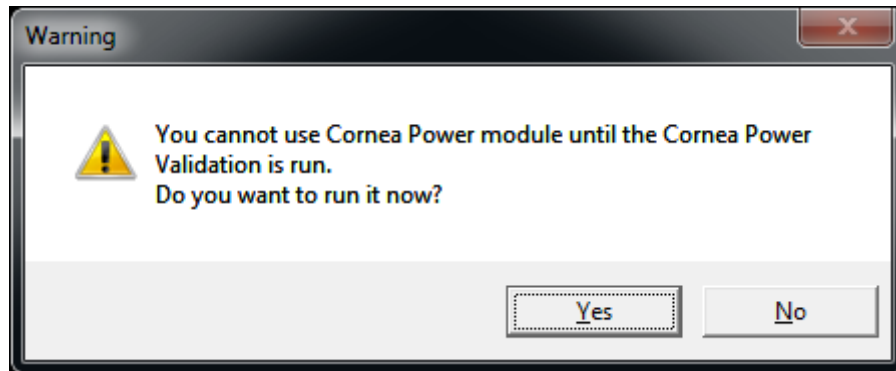 Warning
You cannot use Cornea Power module until the Cornea Power
Validation is run.
Do you want to run it now?
Yes
No